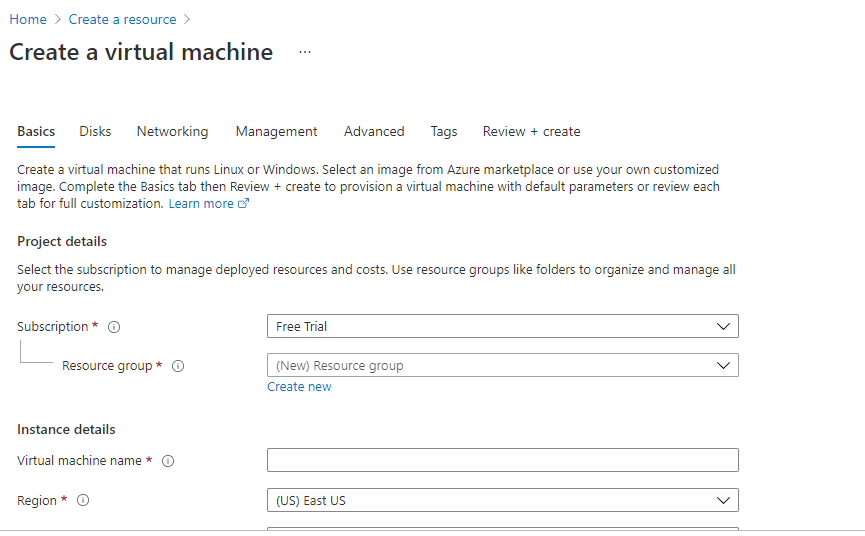 Home > Create a resource >
Create a virtual machine ...
Basics Disks Networking Management Advanced Tags Review + create
Create a virtual machine that runs Linux or Windows. Select an image from Azure marketplace or use your own customized
image. Complete the Basics tab then Review + create to provision a virtual machine with default parameters or review each
tab for full customization. Learn more
Project details
Select the subscription to manage deployed resources and costs. Use resource groups like folders to organize and manage all
your resources.
Subscription * Free Trial
Resource group * (New) Resource group
Create new
Instance details
Virtual machine name *
Region * (US) East US